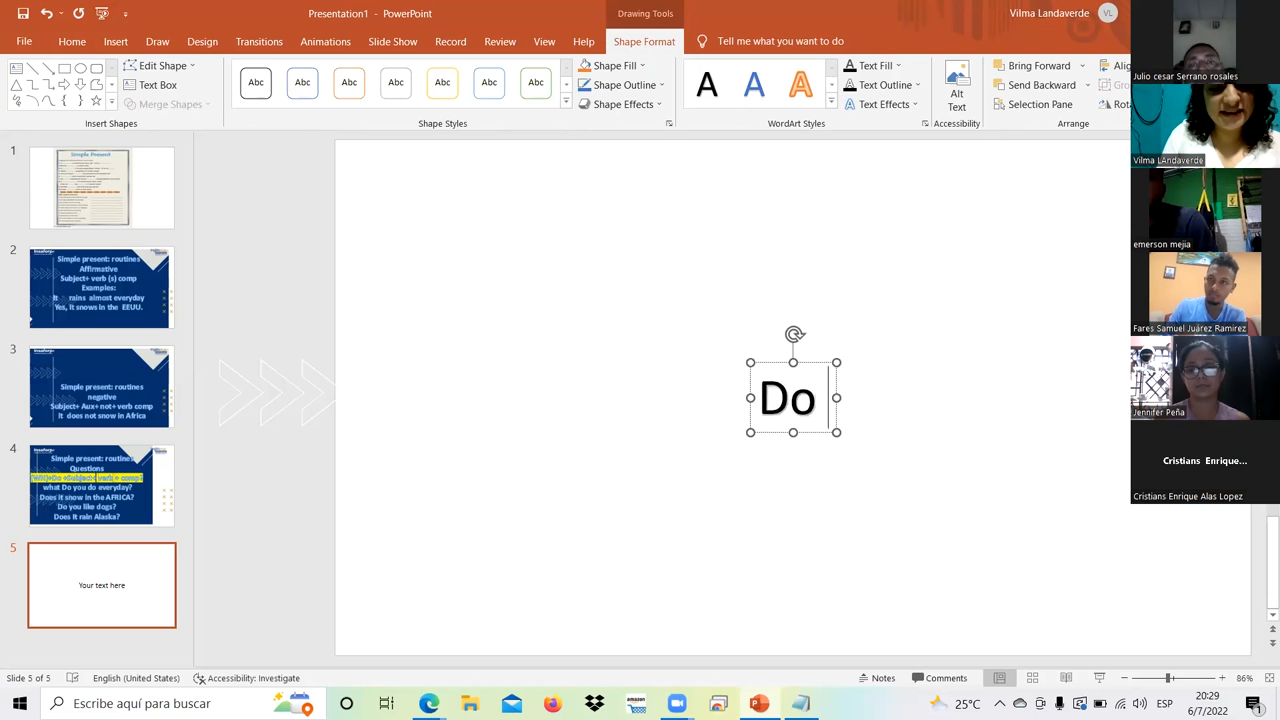 Presentation1 - PowerPoint
Drawing Tools
Vilma Landaverde
VL
File
Home
Insert
Draw
Design
Transitions
Animations
Slide Show
Record
Review
View
Help
Shape Format
Tell me what you want to do
Edit Shape
Text Box
Merge Shapes
Insert Shapes
Abc Abc Abc Abc Abc Abc Abc
Shape Fill
Shape Outline
Shape Effects
Shape Styles
A A A
Text Fill
Text Outline
Text Effects
WordArt Styles
Alt
Text
Accessibility
Bring Forward
Send Backward
Selection Pane
Arrange
Julio cesar Serrano rosales
Vilma LAndaverde
emerson mejia
Fares Samuel Juárez Ramírez
Jennifer Peña
Cristians Enrique...
Cristians Enrique Alas Lopez
1
Simple Present
2
Simple present: routines
Affirmative
Subject+ verb (s) comp
Examples:
It rains almost everyday
Yes, It snows in the EEUU.
3
Simple present: routines
negative
Subject+ Aux+ not+ verb comp
It does not snow in Africa
4
Simple present: routines
Questions
what Do you do everyday?
Does it snow in the AFRICA?
Do you like dogs?
Does It rain Alaska?
5
Your text here
Do
Slide 5 of 5
English (United States)
Accessibility: Investigate
Notes
Comments
86%
Escribe aquí para buscar
amazon
25°C
ESP
20:29
6/7/2022